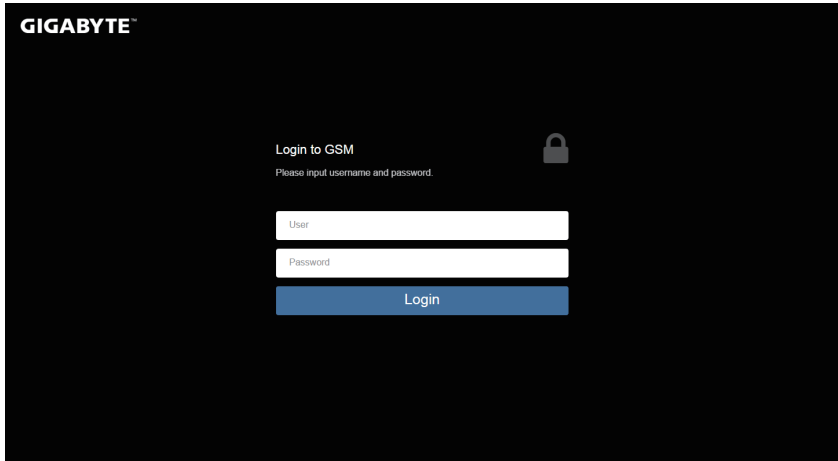 GIGABYTE™
Login to GSM
Please input username and password.
User
Password
Login